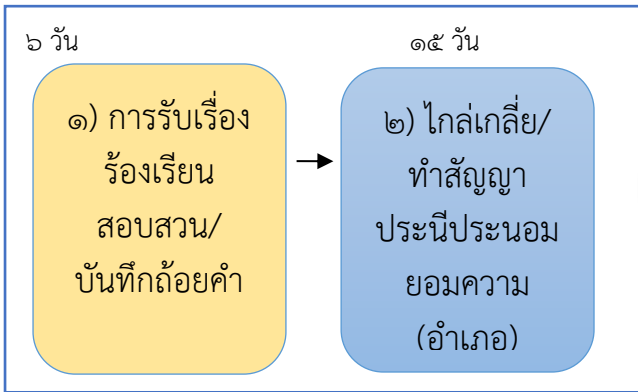 ๖ วัน
๑๕ วัน
๑) การรับเรื่อง
ร้องเรียน
สอบสวน/
บันทึกถ้อยคำ
๒) ไกล่เกลี่ย/
ทำสัญญา
ประนีประนอม
ยอมความ
(อำเภอ)